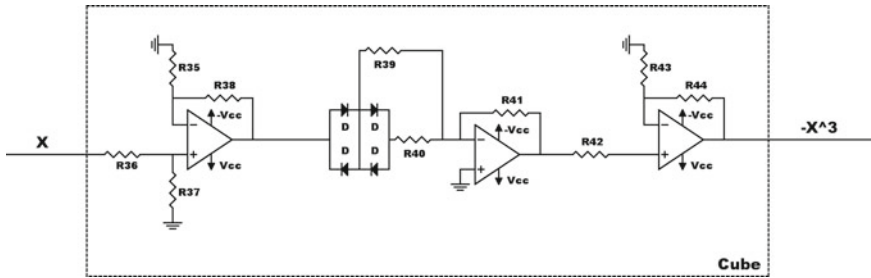 R35
R43
R39
R38
R44
R41
-Vcc
D D
-Vcc
-Vcc
X
R40
R42
-X^3
R36
D D
Vcc
R37
Vcc
Vcc
Cube